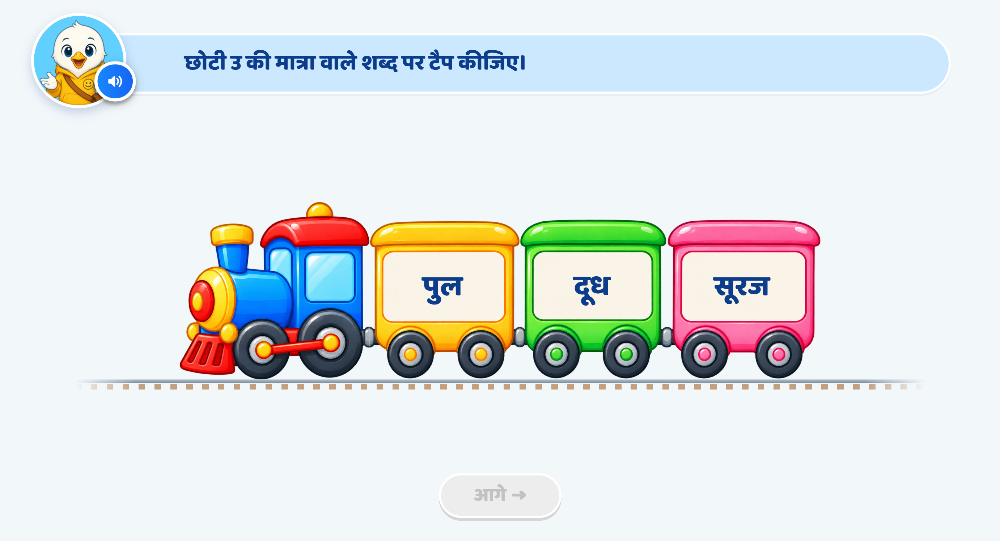 छोटी उ की मात्रा वाले शब्द पर टैप कीजिए।
पुल
दूध
सूरज
आगे →